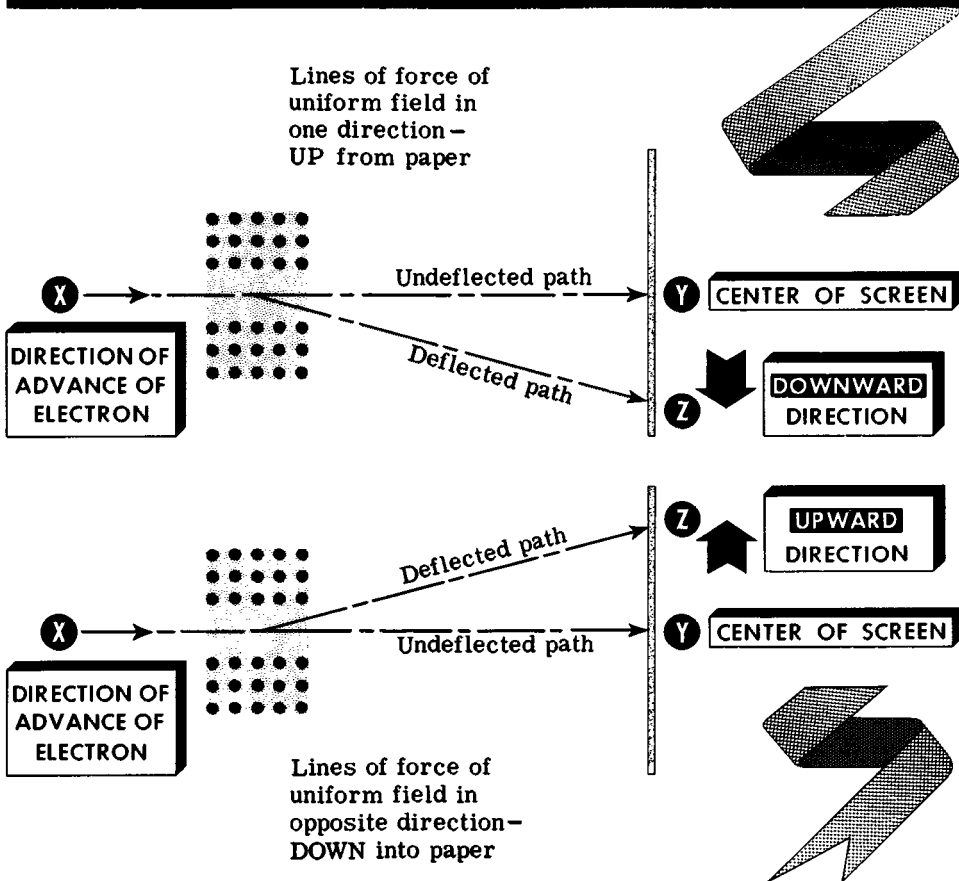 Lines of force of
uniform field in
one direction—
UP from paper
Undeflected path
X
Y
CENTER OF SCREEN
DIRECTION OF
ADVANCE OF
ELECTRON
Deflected path
Z
DOWNWARD
DIRECTION
Z
UPWARD
DIRECTION
Deflected path
X
Y
CENTER OF SCREEN
Undeflected path
DIRECTION OF
ADVANCE OF
ELECTRON
Lines of force of
uniform field in
opposite direction—
DOWN into paper